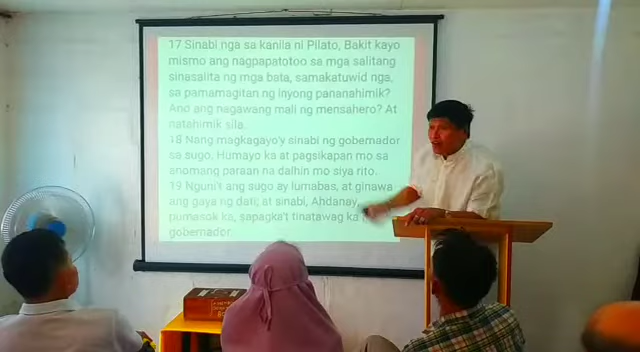 17 Sinabi nga sa kanila ni Pilato, Bakit kayo
mismo ang nagpapatotoo sa mga salitang
sinasalita ng mga bata, samakatuwid nga,
sa pamamagitan ng inyong pananahimik?
Ano ang nagawang mali ng mensahero? At
natahimik sila.
18 Nang magkagayo'y sinabi ng gobernador
sa sugo, Humayo ka at pagsikapan mo sa
anomang paraan na dalhin mo siya rito.
19 Nguni't ang sugo ay lumabas, at ginawa
ang gaya ng dati; at sinabi, Ahdanay,
pumasok ka, sapagka't tinatawag ka
gobernador.